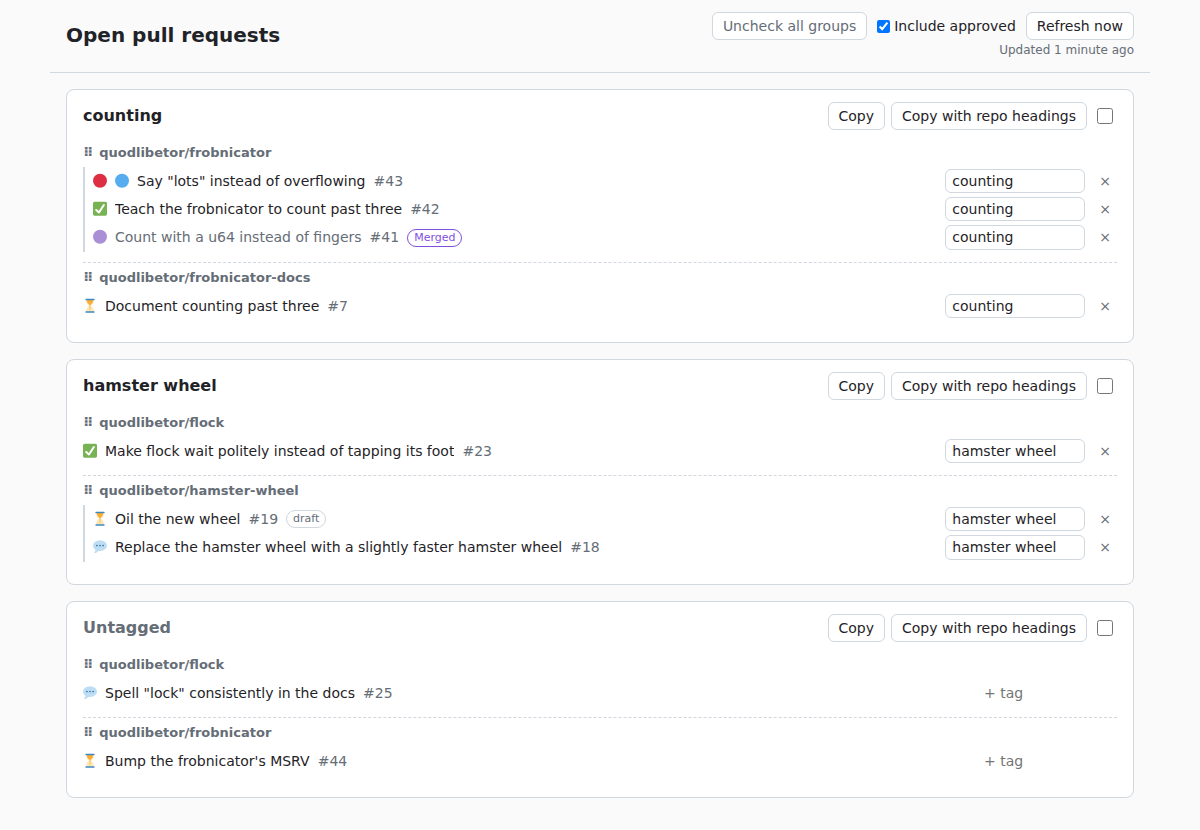 Open pull requests
Uncheck all groups Include approved Refresh now
Updated 1 minute ago
counting Copy Copy with repo headings
quodlibetor/frobnicator
Say "lots" instead of overflowing #43 counting ×
Teach the frobnicator to count past three #42 counting ×
Count with a u64 instead of fingers #41 Merged counting ×
quodlibetor/frobnicator-docs
Document counting past three #7 counting ×
hamster wheel Copy Copy with repo headings
quodlibetor/flock
Make flock wait politely instead of tapping its foot #23 hamster wheel ×
quodlibetor/hamster-wheel
Oil the new wheel #19 draft hamster wheel ×
Replace the hamster wheel with a slightly faster hamster wheel #18 hamster wheel ×
Untagged Copy Copy with repo headings
quodlibetor/flock
Spell "lock" consistently in the docs #25 + tag
quodlibetor/frobnicator
Bump the frobnicator's MSRV #44 + tag